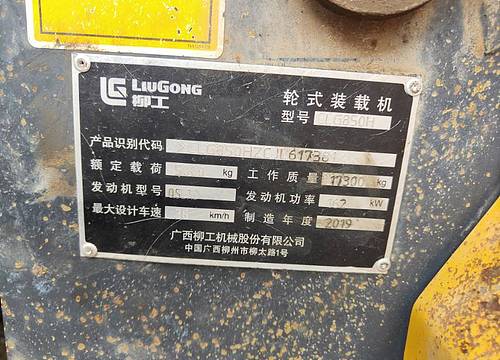 LIUGONG
柳工
轮式装载机
型号 CLG850H
产品识别代码
额定载荷 kg 工作质量 17300 kg
发动机型号 发动机功率 162 kW
最大设计车速 km/h 制造年度 2019
广西柳工机械股份有限公司
中国广西柳州市柳太路1号